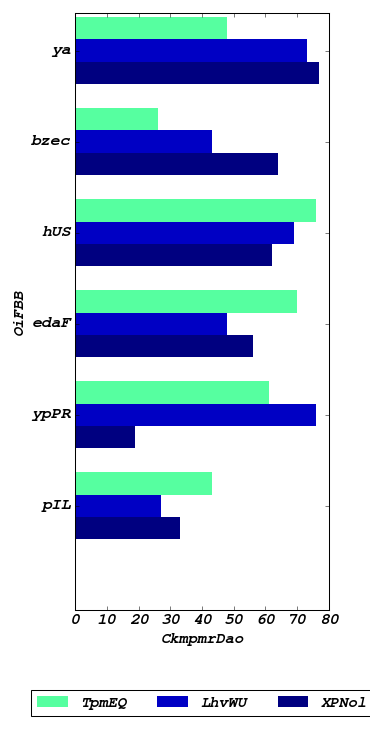 ya
bzec
hUS
edaF
ypPR
pIL
OiFBB
0 10 20 30 40 50 60 70 80
CkmpmrDao
TpmEQ LhvWU XPNol